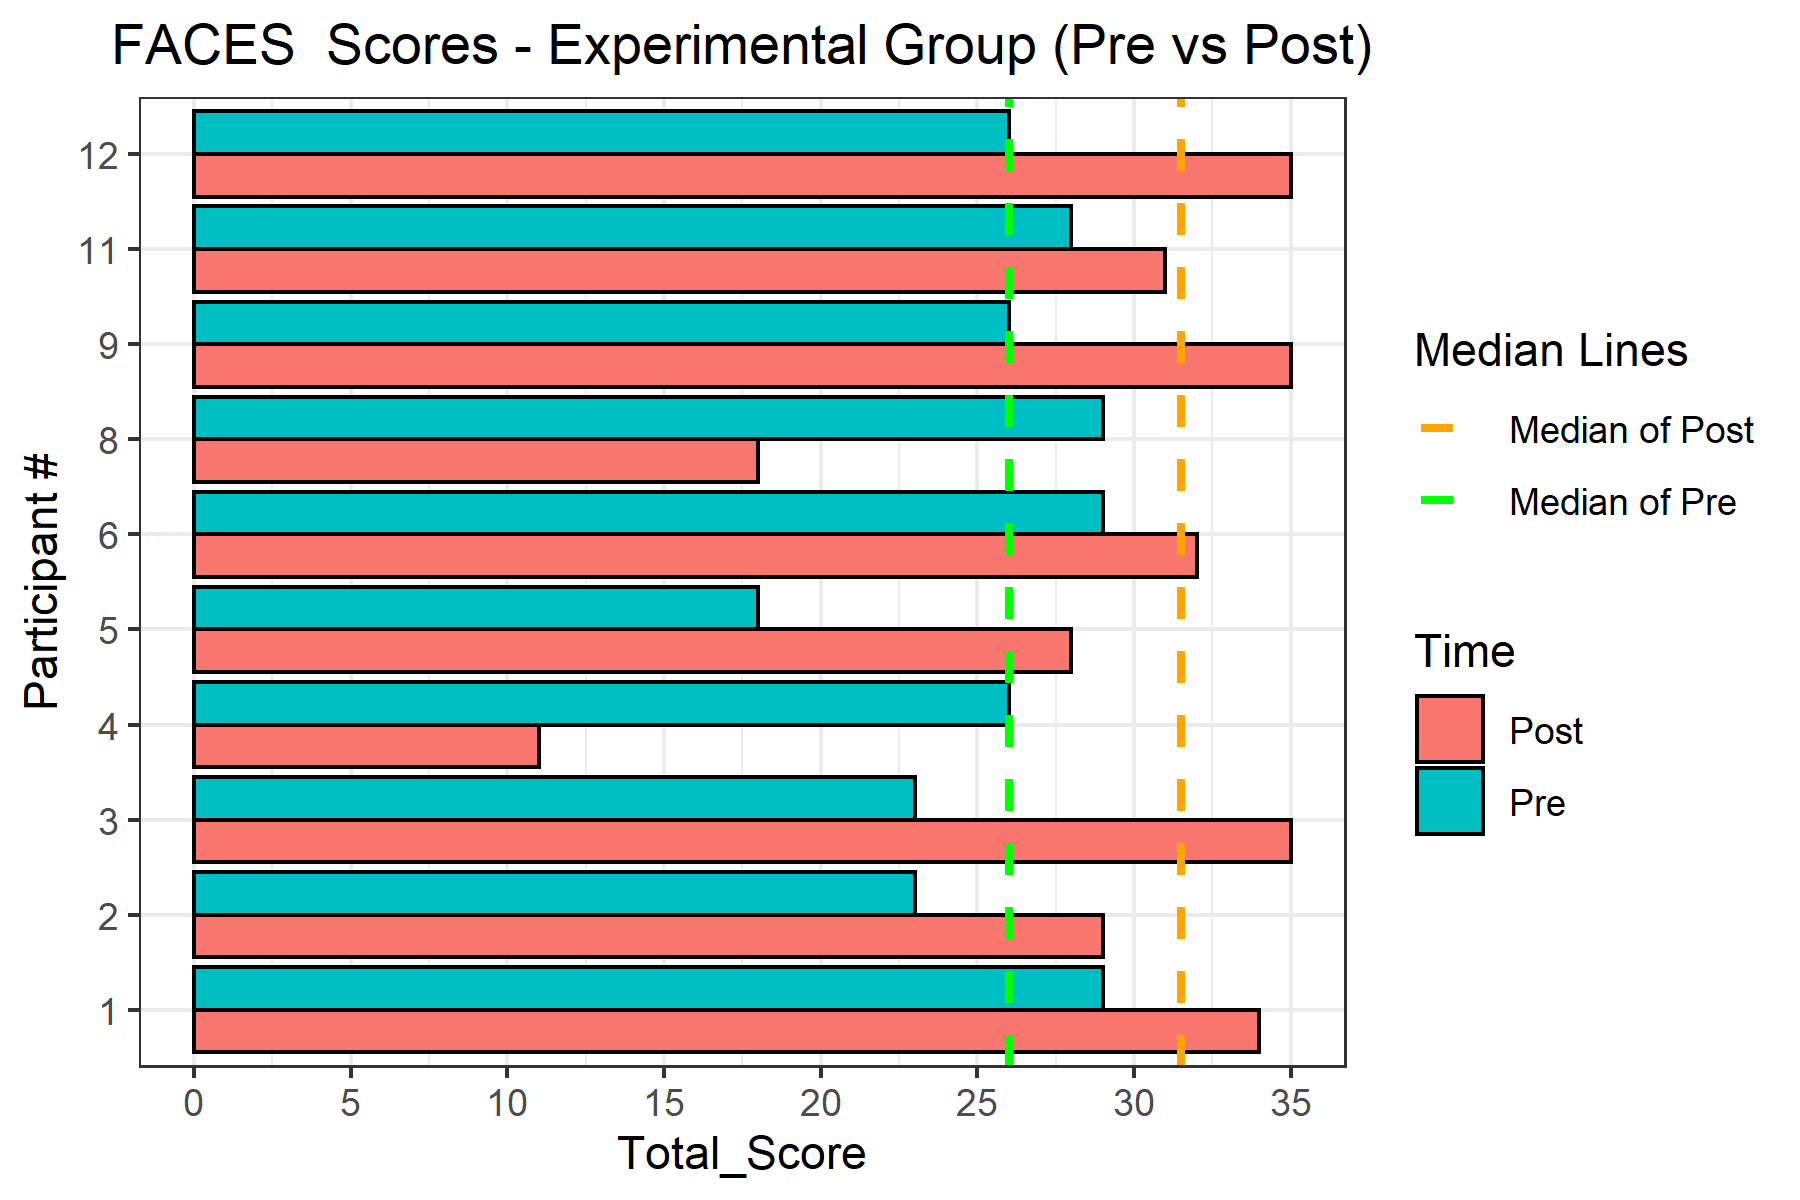 FACES  Scores - Experimental Group (Pre vs Post)
Participant #
12
11
9
8
6
5
4
3
2
1
0 5 10 15 20 25 30 35
Total_Score
Median Lines
Median of Post
Median of Pre
Time
Post
Pre